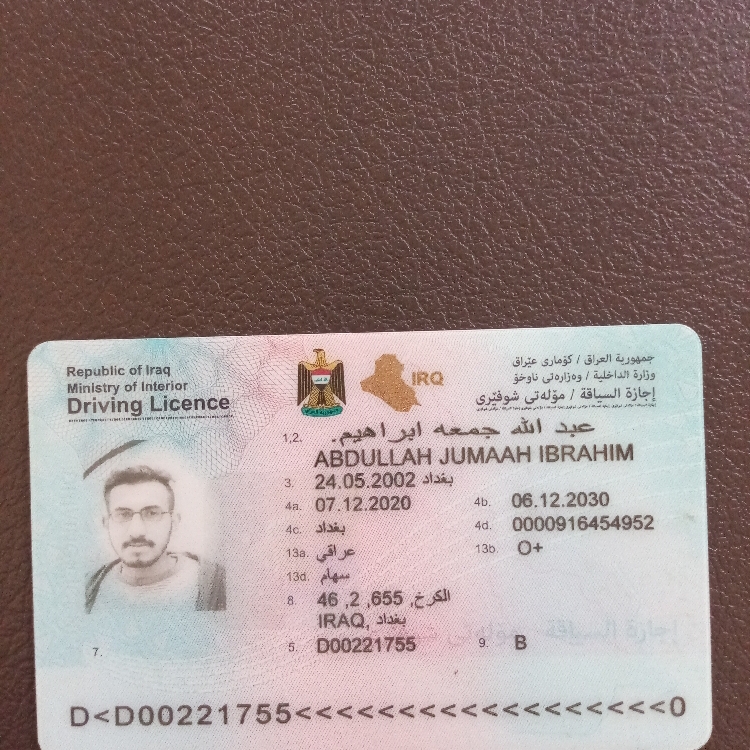 Republic of Iraq
Ministry of Interior
Driving Licence
IRQ
جمهورية العراق / كۆماری عێراق
وزارة الداخلية / وەزارەتی ناوخۆ
إجازة السياقة / مۆڵەتی شوفێری
1,2. عبد الله جمعه ابراهيم.
ABDULLAH JUMAAH IBRAHIM
3. 24.05.2002 بغداد
4a. 07.12.2020 4b. 06.12.2030
4c. بغداد 4d. 0000916454952
13a. عراقي 13b. O+
13d. سهام
8. الكرخ, 655, 2, 46
بغداد, IRAQ
5. D00221755 9. B
إجازة السياقة
7.
D<D00221755<<<<<<<<<<<<<<<<<<0